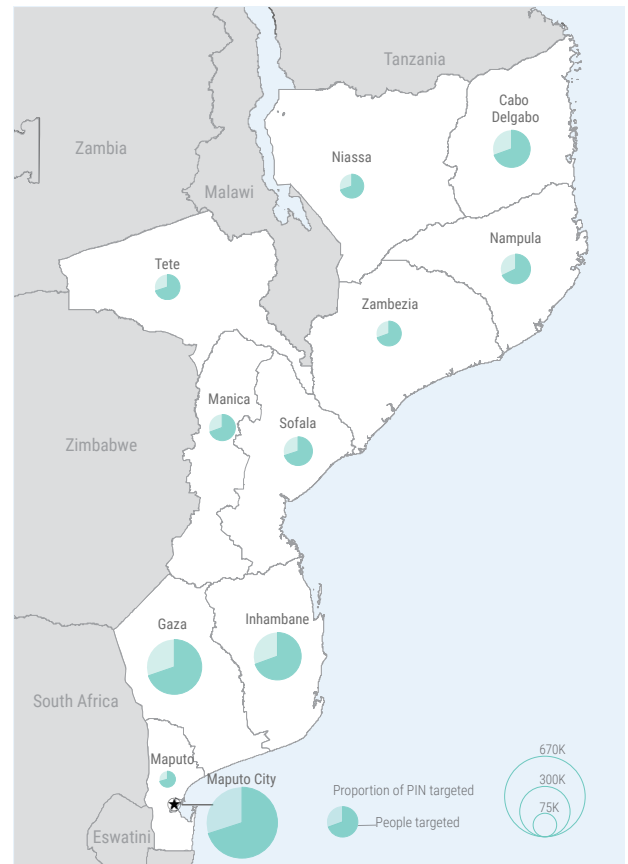 Tanzania
Cabo
Delgabo
Zambia
Niassa
Malawi
Nampula
Tete
Zambezia
Manica
Sofala
Zimbabwe
Gaza
Inhambane
South Africa
Maputo
Maputo City
Eswatini
Proportion of PIN targeted
People targeted
670K
300K
75K